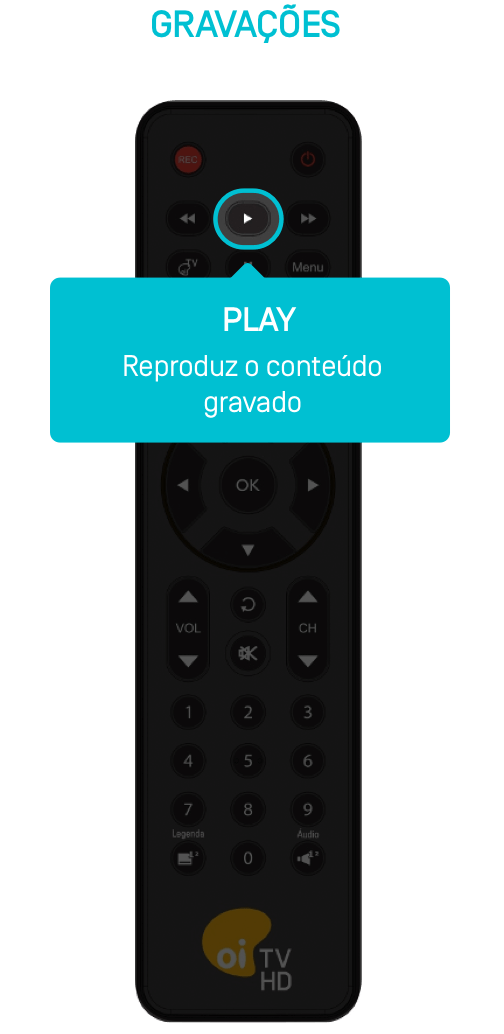 GRAVAÇÕES
REC
TV
Menu
PLAY
Reproduz o conteúdo
gravado
OK
VOL
CH
1 2 3
4 5 6
7 8 9
Legenda Áudio
0
oi TV
HD